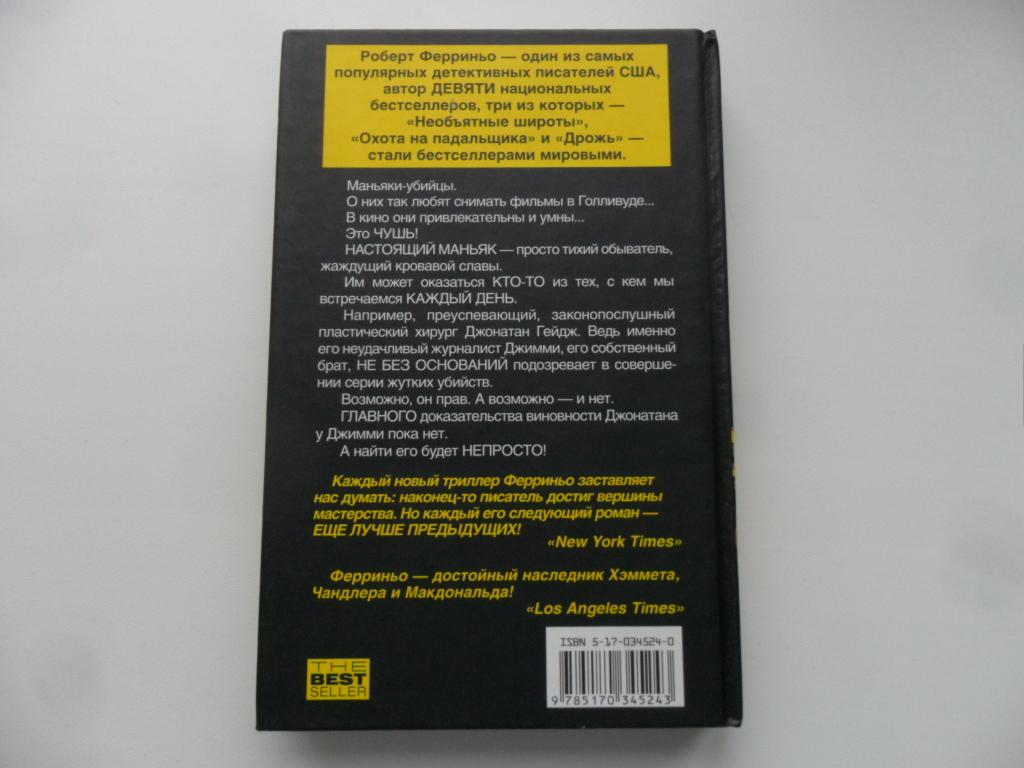 Роберт Ферриньо — один из самых
популярных детективных писателей США,
автор ДЕВЯТИ национальных
бестселлеров, три из которых —
«Необъятные широты»,
«Охота на падальщика» и «Дрожь» —
стали бестселлерами мировыми.
Маньяки-убийцы.
О них так любят снимать фильмы в Голливуде...
В кино они привлекательны и умны...
Это ЧУШЬ!
НАСТОЯЩИЙ МАНЬЯК — просто тихий обыватель,
жаждущий кровавой славы.
Им может оказаться КТО-ТО из тех, с кем мы
встречаемся КАЖДЫЙ ДЕНЬ.
Например, преуспевающий, законопослушный
пластический хирург Джонатан Гейдж. Ведь именно
его неудачливый журналист Джимми, его собственный
брат, НЕ БЕЗ ОСНОВАНИЙ подозревает в соверше-
нии серии жутких убийств.
Возможно, он прав. А возможно — и нет.
ГЛАВНОГО доказательства виновности Джонатана
у Джимми пока нет.
А найти его будет НЕПРОСТО!
Каждый новый триллер Ферриньо заставляет
нас думать: наконец-то писатель достиг вершины
мастерства. Но каждый его следующий роман —
ЕЩЕ ЛУЧШЕ ПРЕДЫДУЩИХ!
«New York Times»
Ферриньо — достойный наследник Хэммета,
Чандлера и Макдональда!
«Los Angeles Times»
ISBN 5-17-034524-0
9 785170 345243
THE
BEST
SELLER